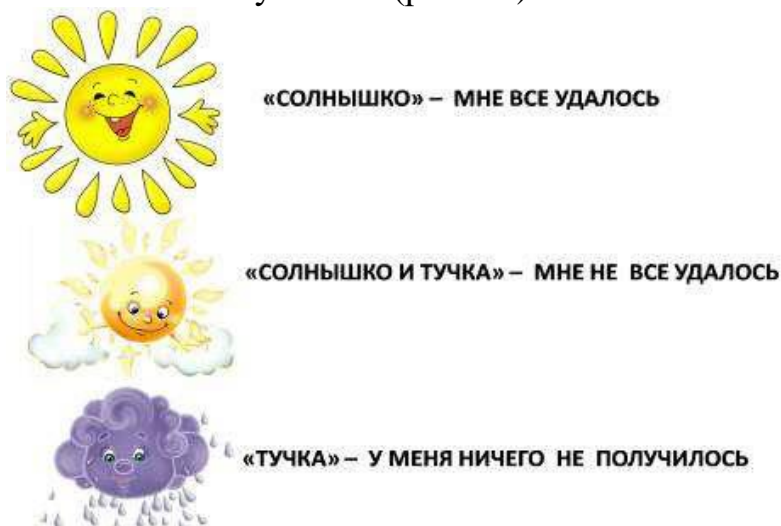 «СОЛНЫШКО» – МНЕ ВСЕ УДАЛОСЬ
«СОЛНЫШКО И ТУЧКА» – МНЕ НЕ ВСЕ УДАЛОСЬ
«ТУЧКА» – У МЕНЯ НИЧЕГО НЕ ПОЛУЧИЛОСЬ